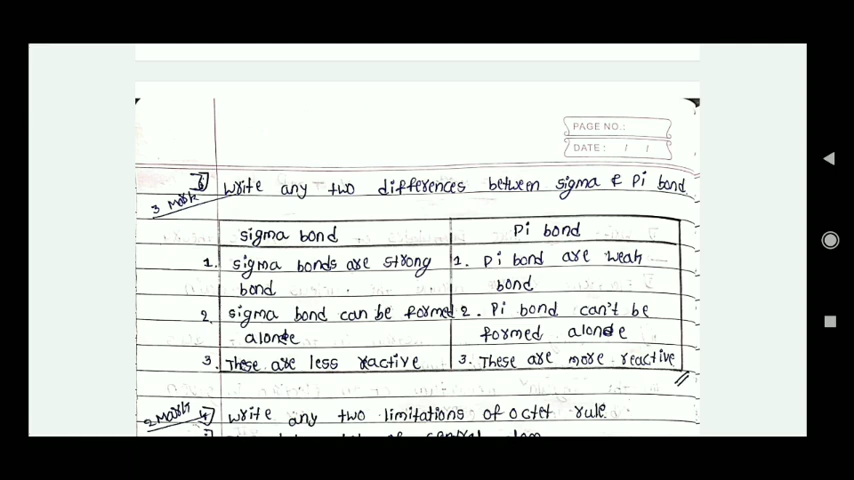 PAGE NO.:
DATE: / /
3 Mark
Write any two differences between sigma & Pi bond
sigma bond Pi bond
1. sigma bonds are strong 1. Pi bond are weak
bond bond
2. sigma bond can be formed 2. Pi bond can't be
alone formed alone
3. These are less reactive 3. These are more reactive
2 Mark 4 Write any two limitations of octet rule.